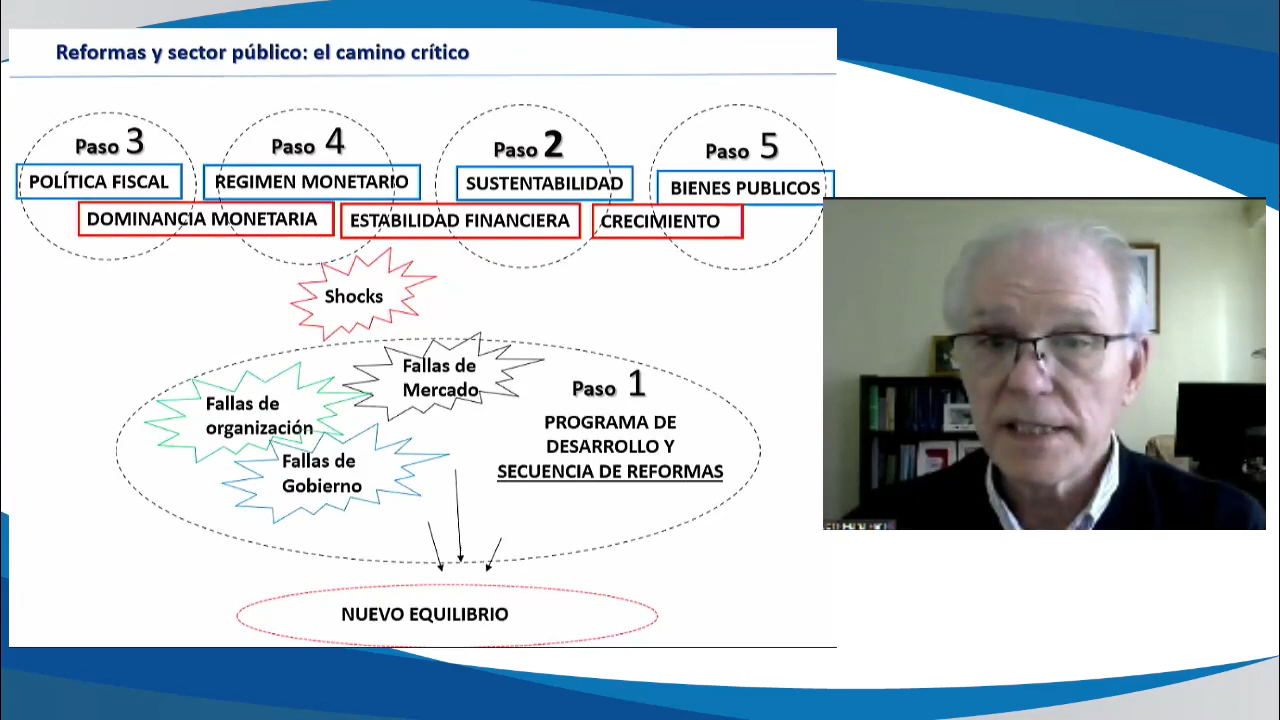 Reformas y sector público: el camino crítico
Paso 3
POLÍTICA FISCAL
Paso 4
REGIMEN MONETARIO
Paso 2
SUSTENTABILIDAD
Paso 5
BIENES PUBLICOS
DOMINANCIA MONETARIA
ESTABILIDAD FINANCIERA
CRECIMIENTO
Shocks
Fallas de
Mercado
Fallas de
organización
Fallas de
Gobierno
Paso 1
PROGRAMA DE
DESARROLLO Y
SECUENCIA DE REFORMAS
NUEVO EQUILIBRIO